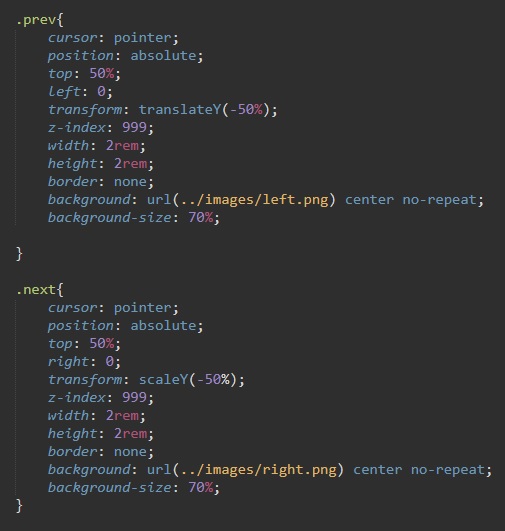 .prev{
cursor: pointer;
position: absolute;
top: 50%;
left: 0;
transform: translateY(-50%);
z-index: 999;
width: 2rem;
height: 2rem;
border: none;
background: url(../images/left.png) center no-repeat;
background-size: 70%;
}
.next{
cursor: pointer;
position: absolute;
top: 50%;
right: 0;
transform: scaleY(-50%);
z-index: 999;
width: 2rem;
height: 2rem;
border: none;
background: url(../images/right.png) center no-repeat;
background-size: 70%;
}